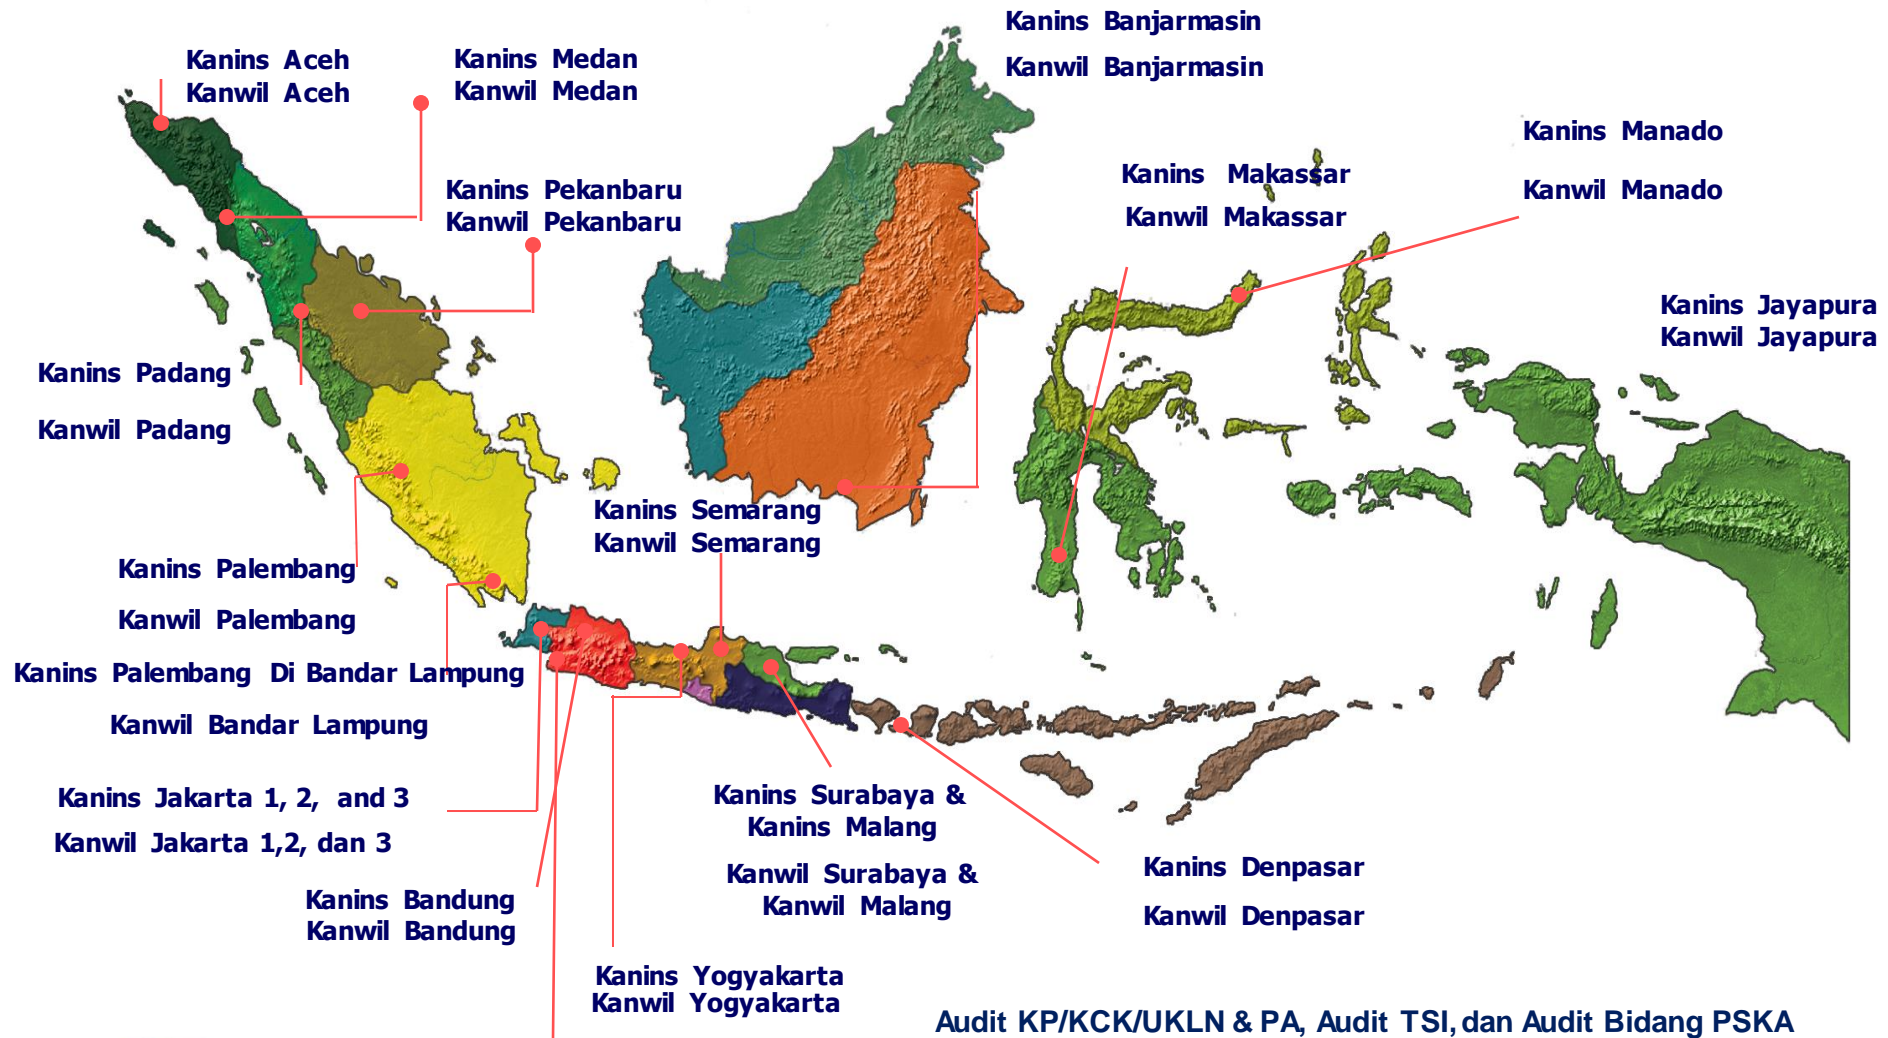 Kanins Aceh
Kanwil Aceh
Kanins Medan
Kanwil Medan
Kanins Banjarmasin
Kanwil Banjarmasin
Kanins Manado
Kanwil Manado
Kanins Makassar
Kanwil Makassar
Kanins Pekanbaru
Kanwil Pekanbaru
Kanins Jayapura
Kanwil Jayapura
Kanins Padang
Kanwil Padang
Kanins Semarang
Kanwil Semarang
Kanins Palembang
Kanwil Palembang
Kanins Palembang Di Bandar Lampung
Kanwil Bandar Lampung
Kanins Jakarta 1, 2, and 3
Kanwil Jakarta 1,2, dan 3
Kanins Surabaya &
Kanins Malang
Kanwil Surabaya &
Kanwil Malang
Kanins Denpasar
Kanwil Denpasar
Kanins Bandung
Kanwil Bandung
Kanins Yogyakarta
Kanwil Yogyakarta
Audit KP/KCK/UKLN & PA, Audit TSI, dan Audit Bidang PSKA